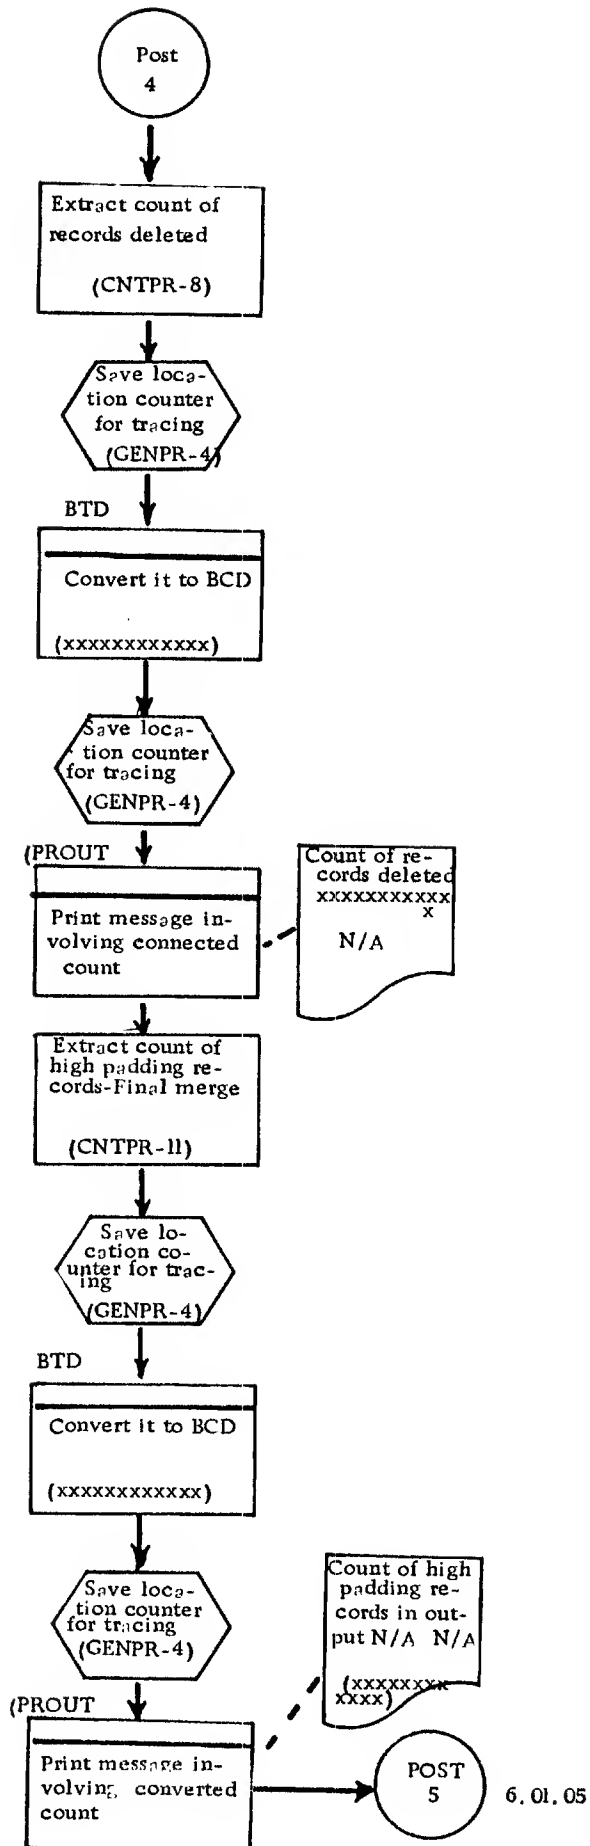 Post
4
Extract count of
records deleted
(CNTPR-8)
Save loca-
tion counter
for tracing
(GENPR-4)
BTD
Convert it to BCD
(xxxxxxxxxxxx)
Save loca-
tion counter
for tracing
(GENPR-4)
(PROUT
Print message in-
volving connected
count
Count of re-
cords deleted
xxxxxxxxxxx
x
N/A
Extract count of
high padding re-
cords-Final merge
(CNTPR-11)
Save lo-
cation co-
unter for trac-
ing
(GENPR-4)
BTD
Convert it to BCD
(xxxxxxxxxxxx)
Save loca-
tion counter
for tracing
(GENPR-4)
(PROUT
Print message in-
volving converted
count
Count of high
padding re-
cords in out-
put N/A N/A
(xxxxxxxx
xxxx)
POST
5
6.01.05